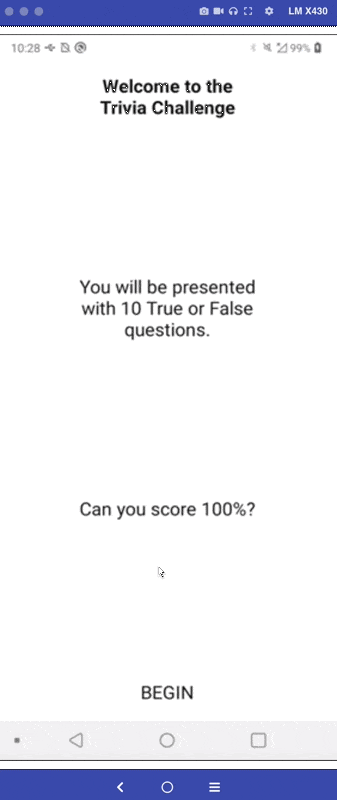 LM X430
10:28
99%
Welcome to the
Trivia Challenge
You will be presented
with 10 True or False
questions.
Can you score 100%?
BEGIN